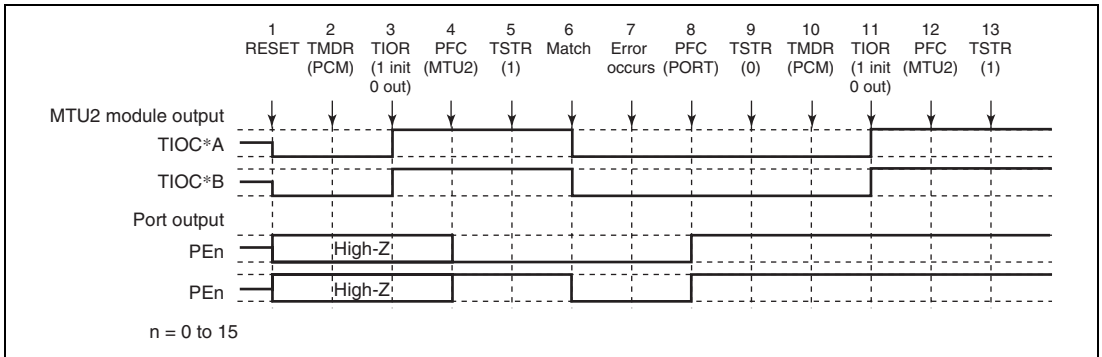 1 2 3 4 5 6 7 8 9 10 11 12 13
RESET TMDR TIOR PFC TSTR Match Error PFC TSTR TMDR TIOR PFC TSTR
(PCM) (1 init (MTU2) (1) occurs (PORT) (0) (PCM) (1 init (MTU2) (1)
0 out) 0 out)
MTU2 module output
TIOC*A
TIOC*B
Port output
PEn High-Z
PEn High-Z
n = 0 to 15